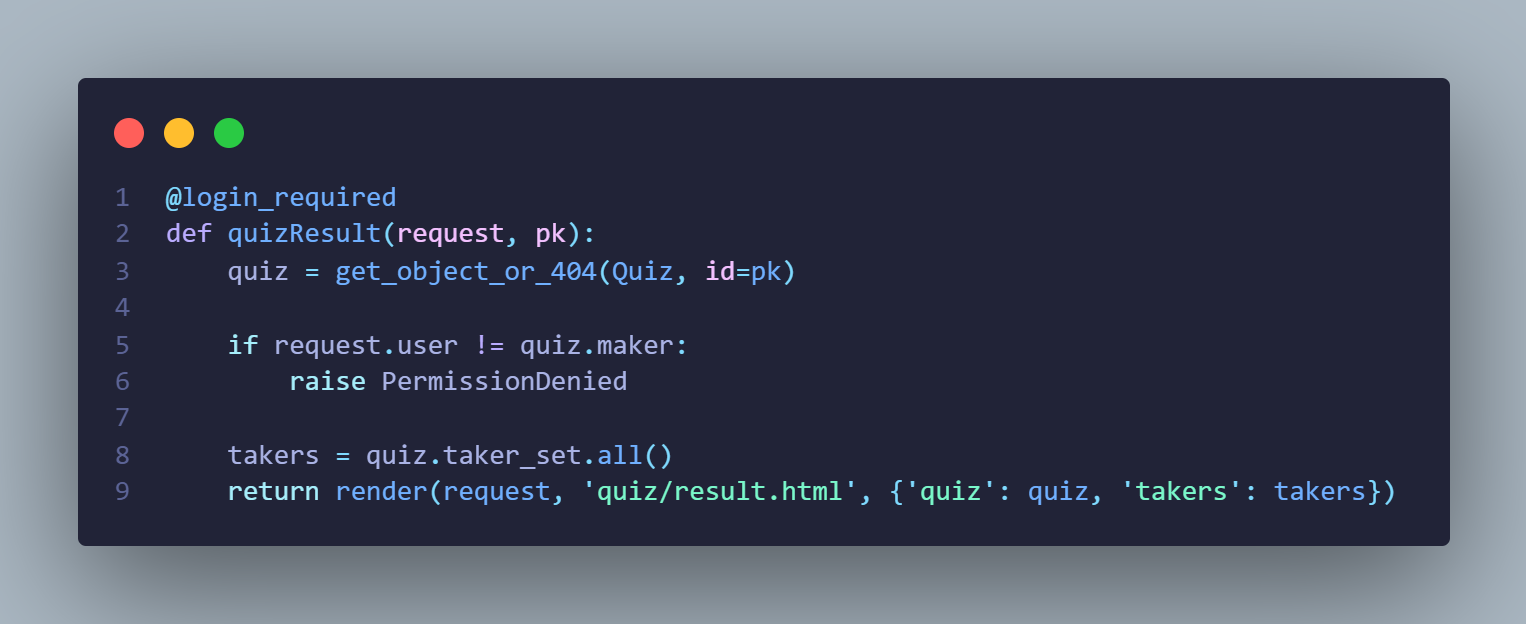 1 @login_required
2 def quizResult(request, pk):
3     quiz = get_object_or_404(Quiz, id=pk)
4
5     if request.user != quiz.maker:
6         raise PermissionDenied
7
8     takers = quiz.taker_set.all()
9     return render(request, 'quiz/result.html', {'quiz': quiz, 'takers': takers})